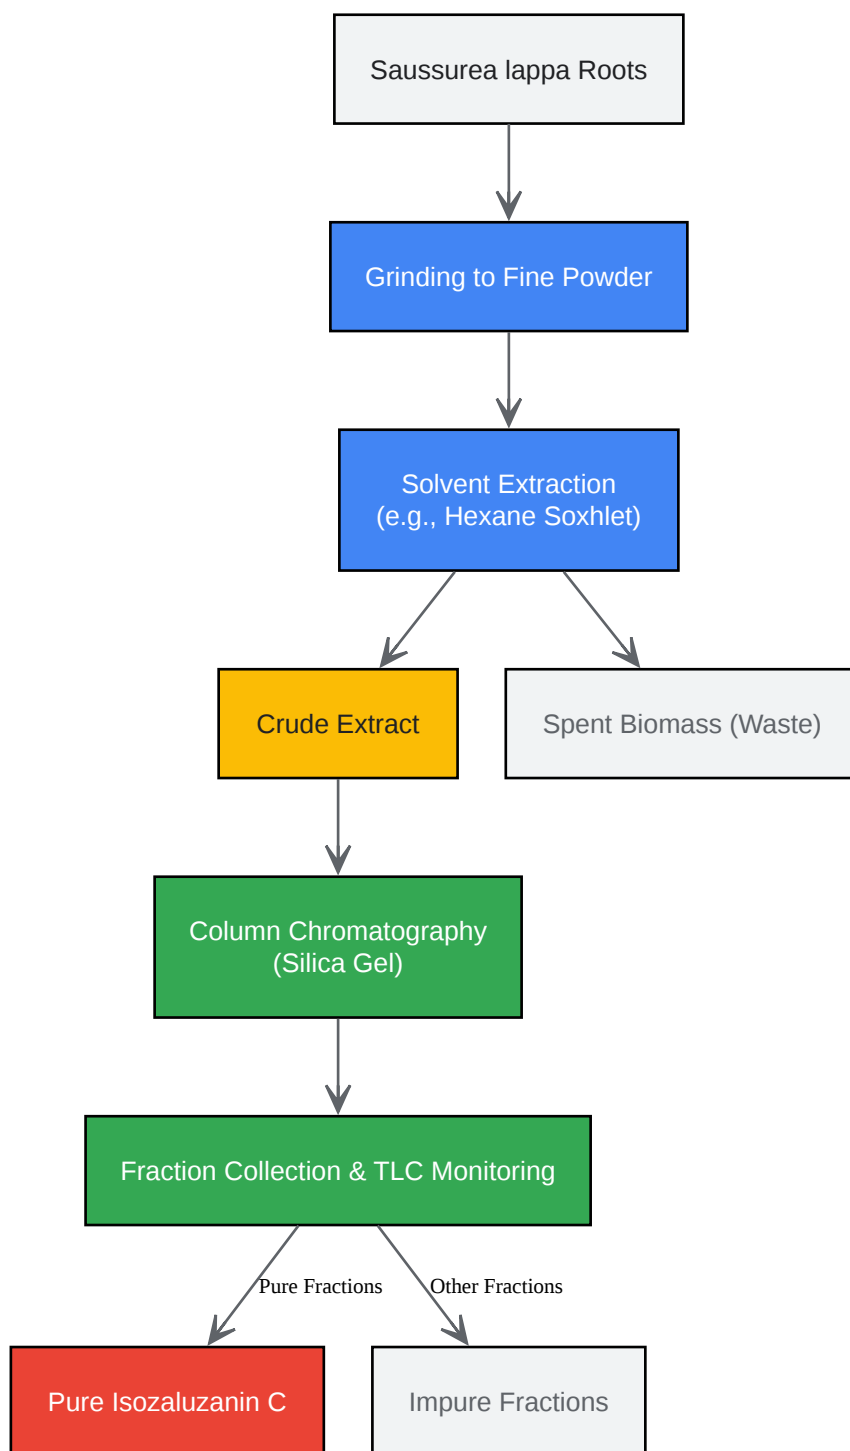 Saussurea lappa Roots
Grinding to Fine Powder
Solvent Extraction
(e.g., Hexane Soxhlet)
Crude Extract
Spent Biomass (Waste)
Column Chromatography
(Silica Gel)
Fraction Collection & TLC Monitoring
Pure Fractions
Other Fractions
Pure Isozaluzanin C
Impure Fractions